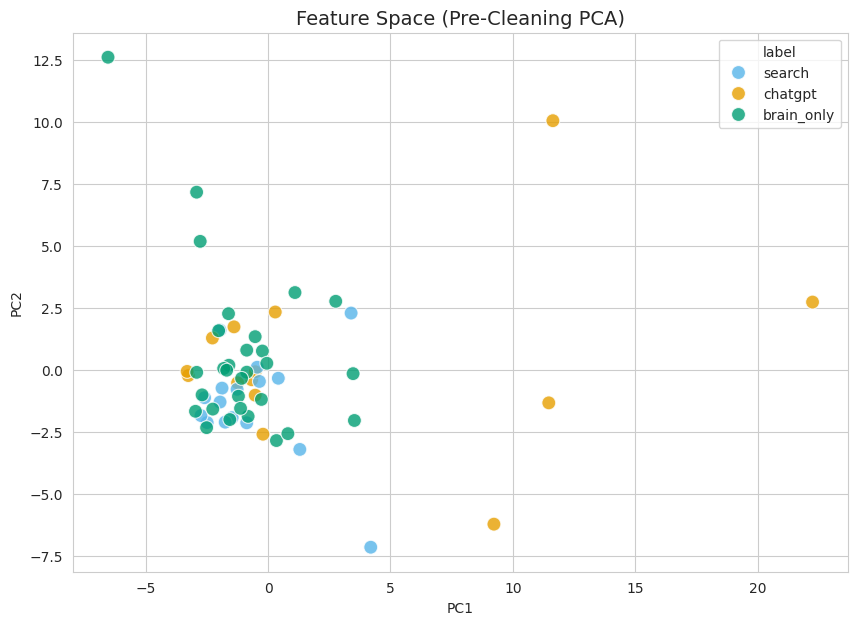 Feature Space (Pre-Cleaning PCA)
label
search
chatgpt
brain_only
12.5
10.0
7.5
5.0
2.5
0.0
−2.5
−5.0
−7.5
PC2
−5
0
5
10
15
20
PC1